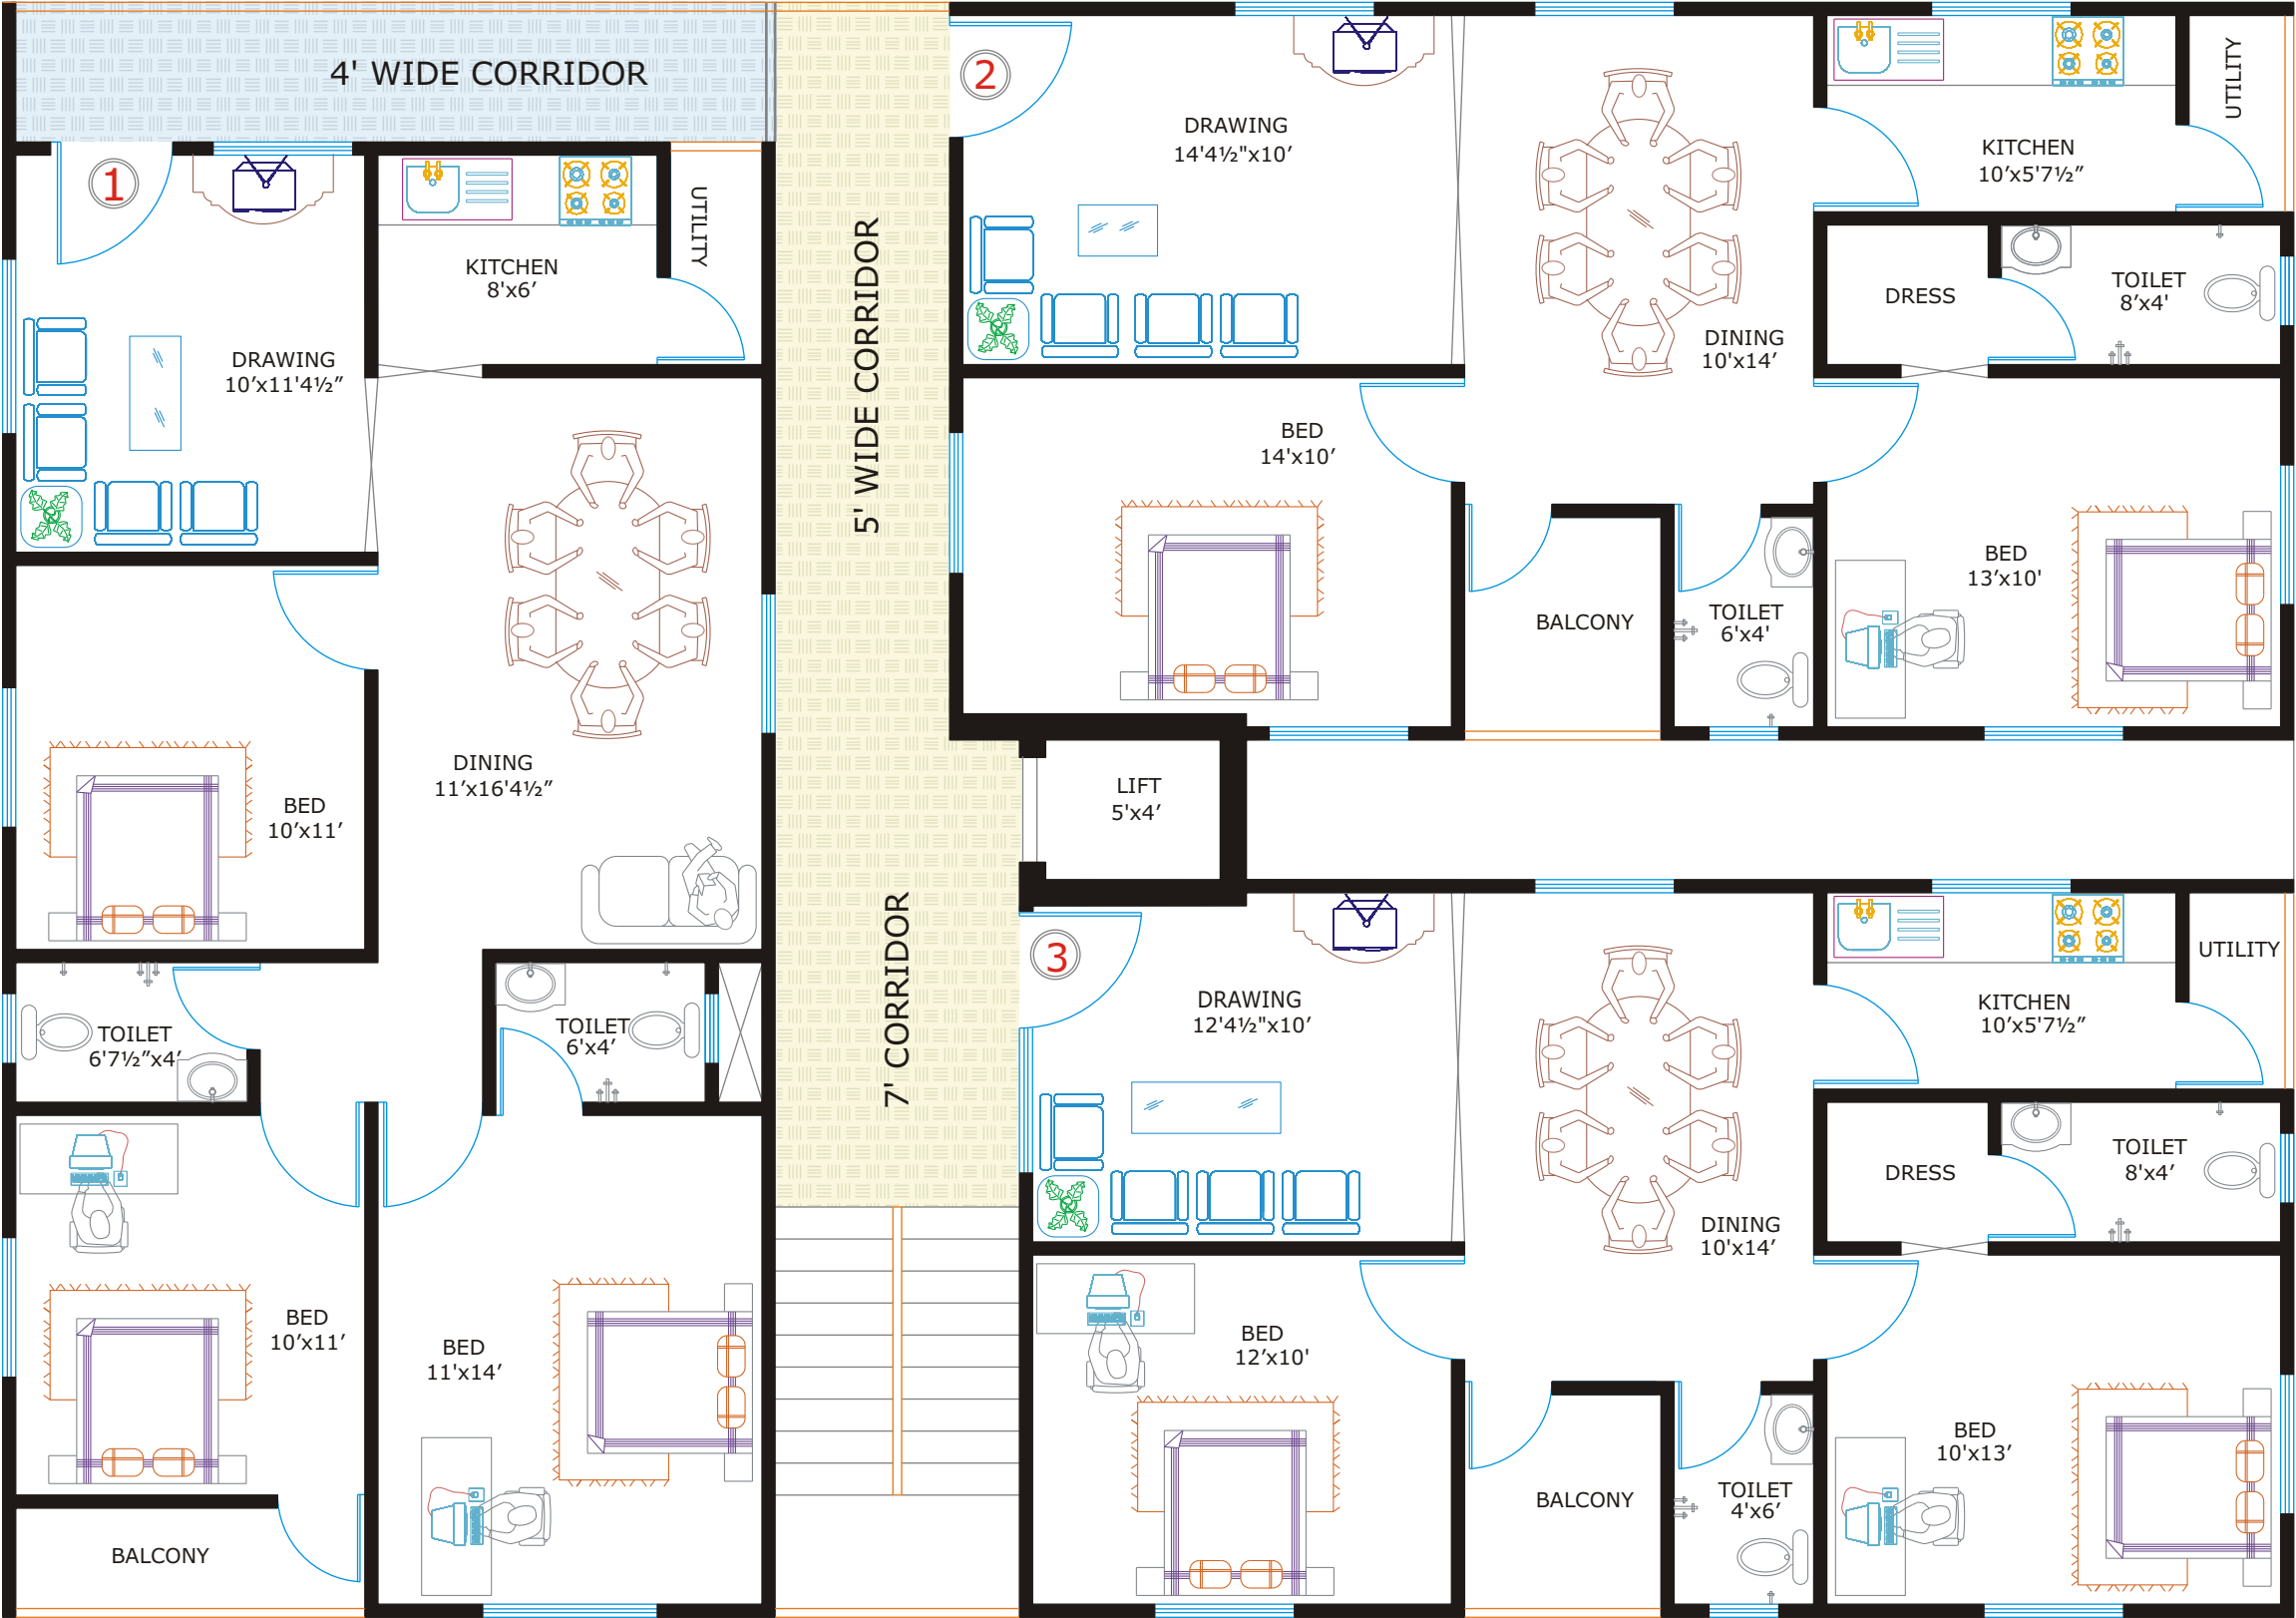 4' WIDE CORRIDOR
1
DRAWING
10′x11'4½″
KITCHEN
8'x6′
UTILITY
DINING
11′x16'4½″
BED
10′x11′
TOILET
6'7½″x4′
TOILET
6'x4′
BED
10′x11′
BED
11'x14′
BALCONY
5' WIDE CORRIDOR
7' CORRIDOR
LIFT
5'x4′
2
DRAWING
14'4½"x10′
DINING
10'x14′
KITCHEN
10′x5'7½″
UTILITY
DRESS
TOILET
8′x4'
BED
14'x10′
BALCONY
TOILET
6'x4'
BED
13′x10'
3
DRAWING
12'4½"x10′
DINING
10'x14′
KITCHEN
10′x5'7½″
UTILITY
DRESS
TOILET
8'x4′
BED
12′x10'
BALCONY
TOILET
4'x6′
BED
10'x13′